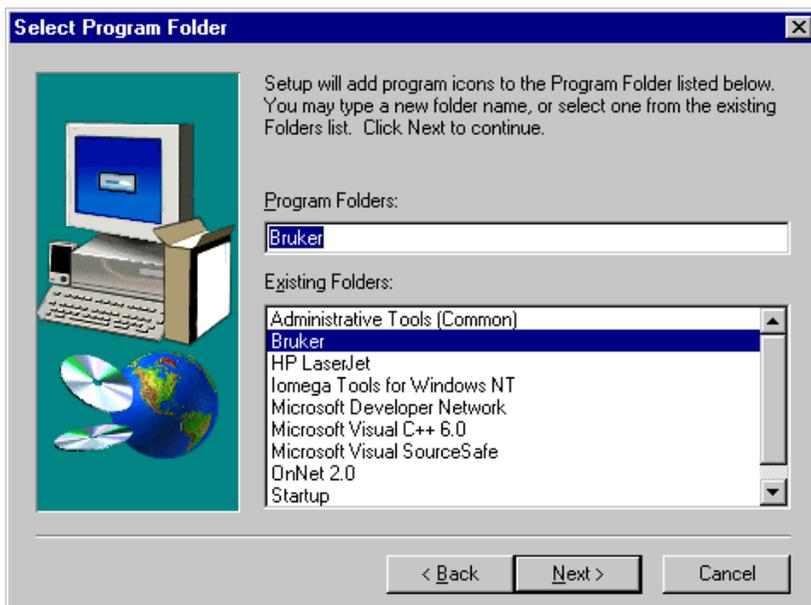 Select Program Folder
Setup will add program icons to the Program Folder listed below.
You may type a new folder name, or select one from the existing
Folders list.  Click Next to continue.
Program Folders:
Bruker
Existing Folders:
Administrative Tools (Common)
Bruker
HP LaserJet
Iomega Tools for Windows NT
Microsoft Developer Network
Microsoft Visual C++ 6.0
Microsoft Visual SourceSafe
OnNet 2.0
Startup
< Back
Next >
Cancel